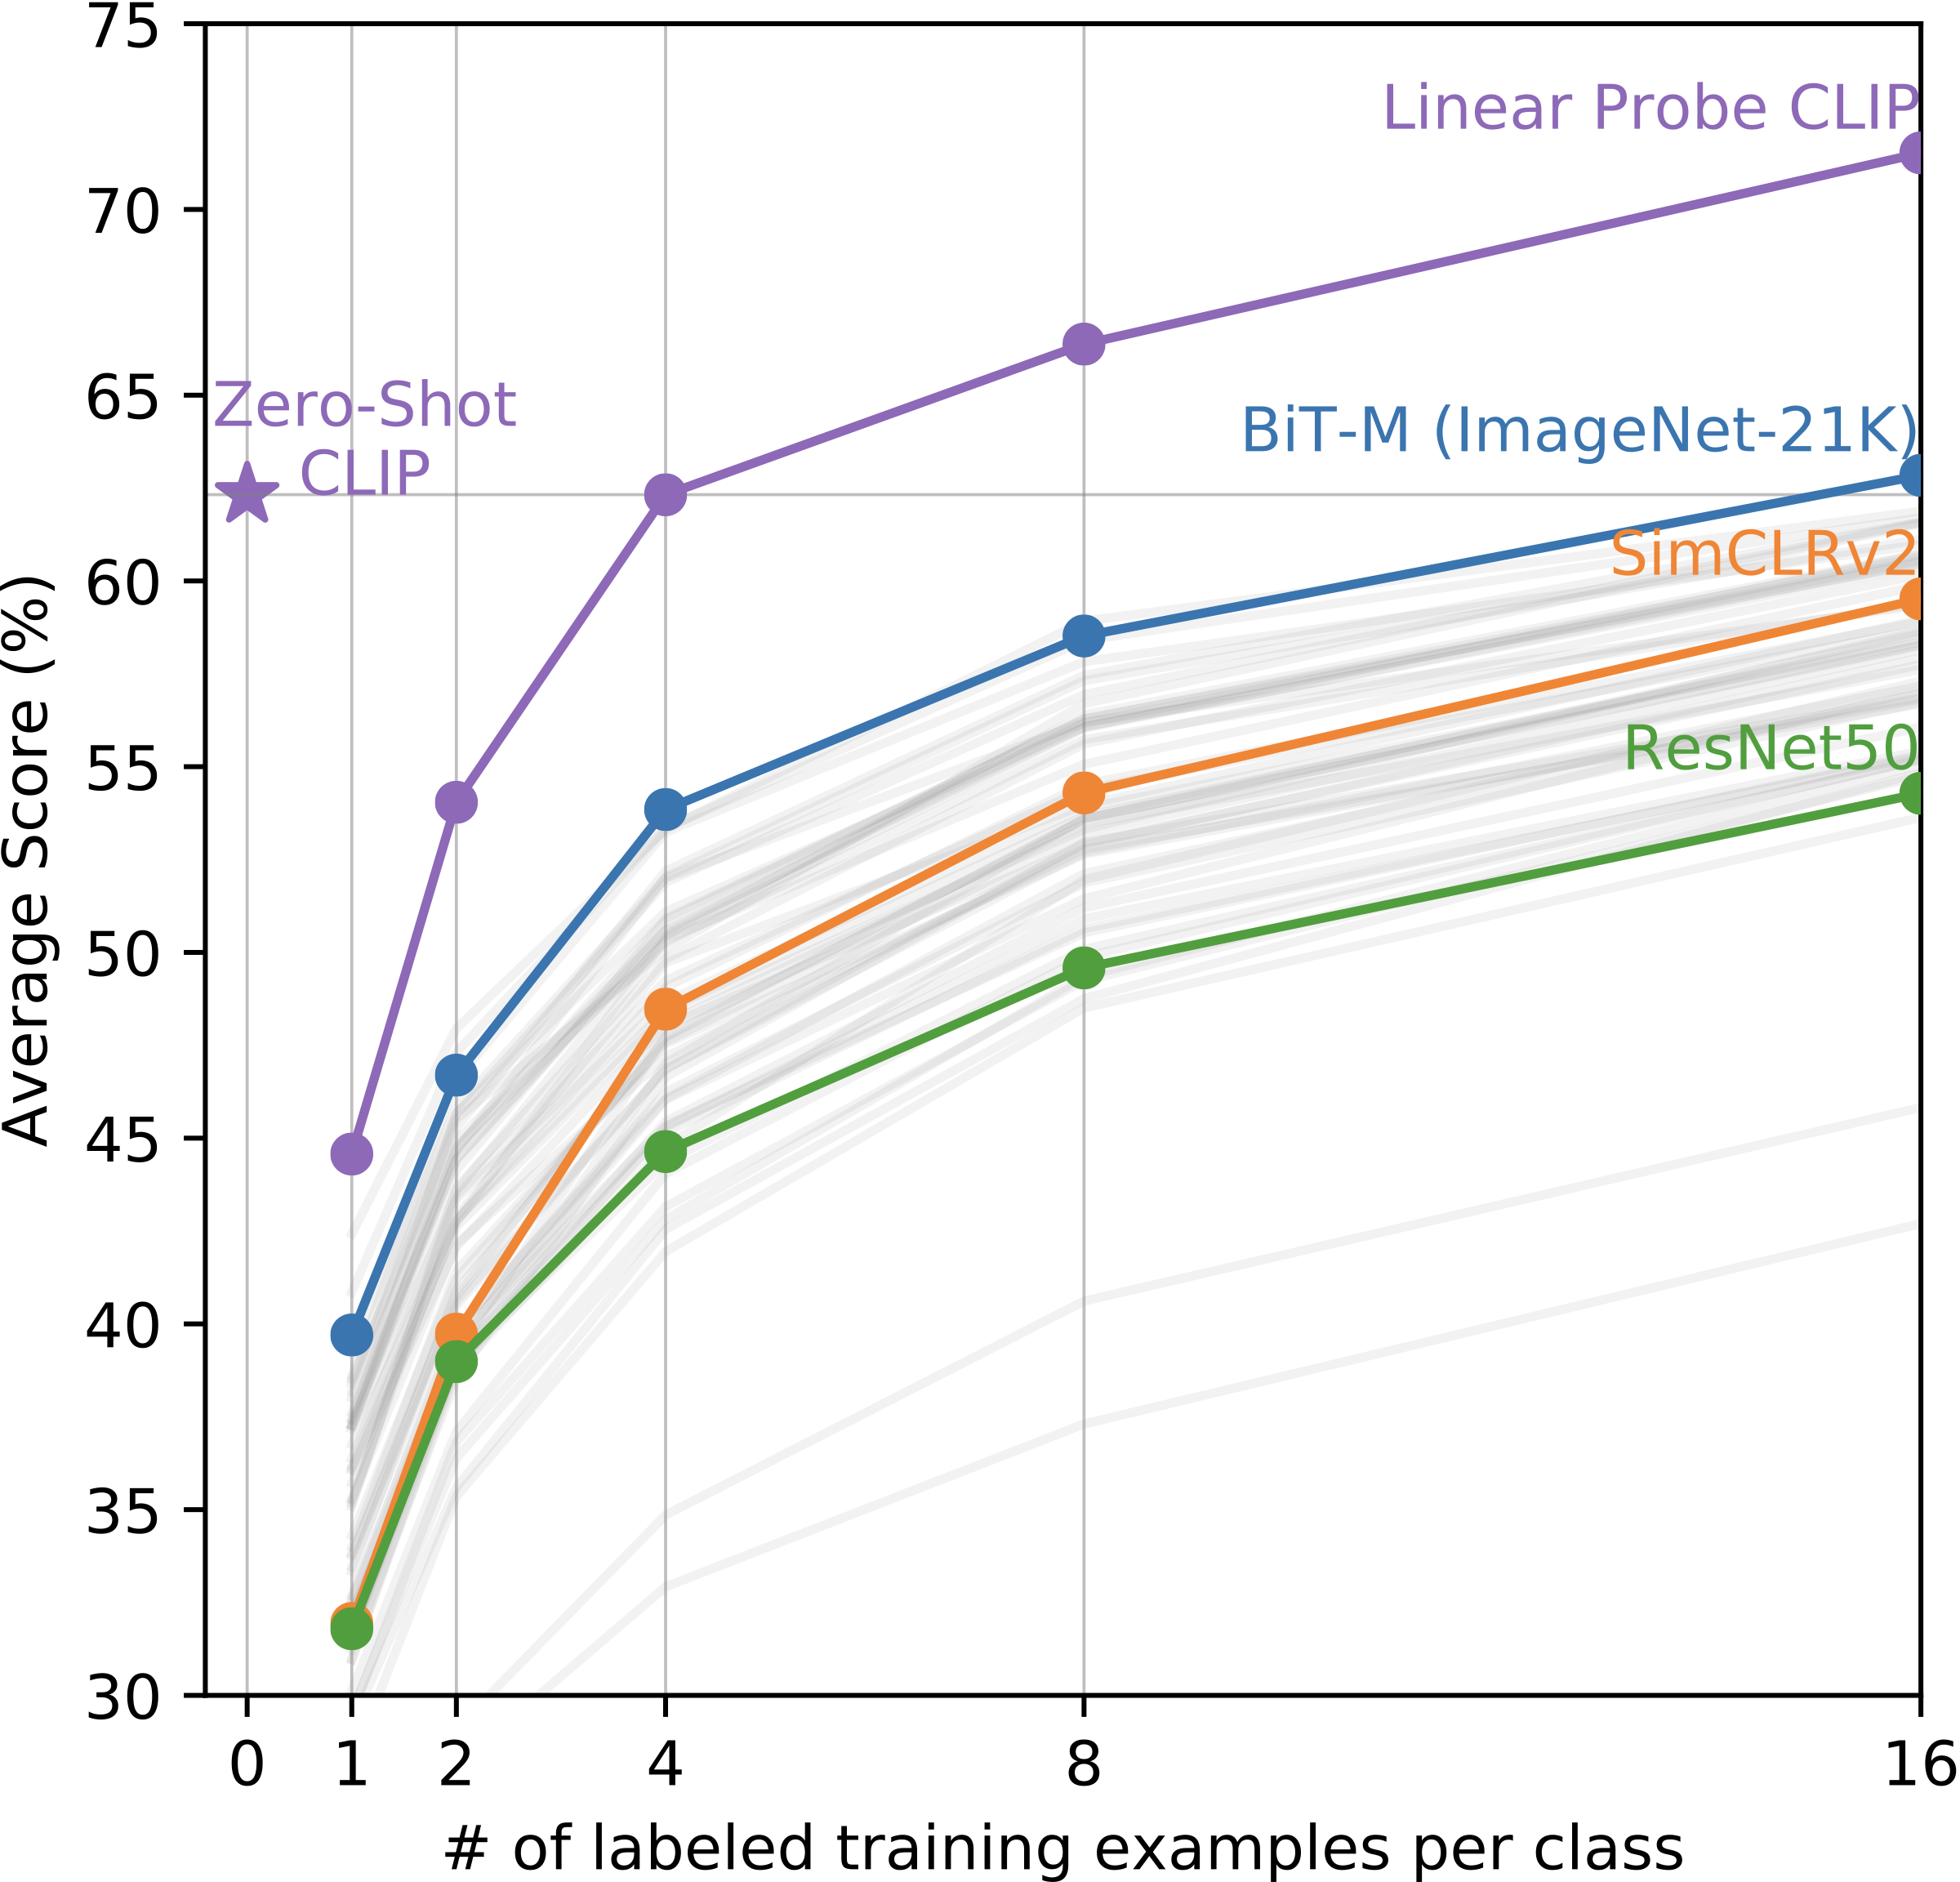 75
70
65
60
55
50
45
40
35
30
Average Score (%)
Linear Probe CLIP
Zero-Shot
CLIP
BiT-M (ImageNet-21K)
SimCLRv2
ResNet50
0 1 2 4 8 16
# of labeled training examples per class